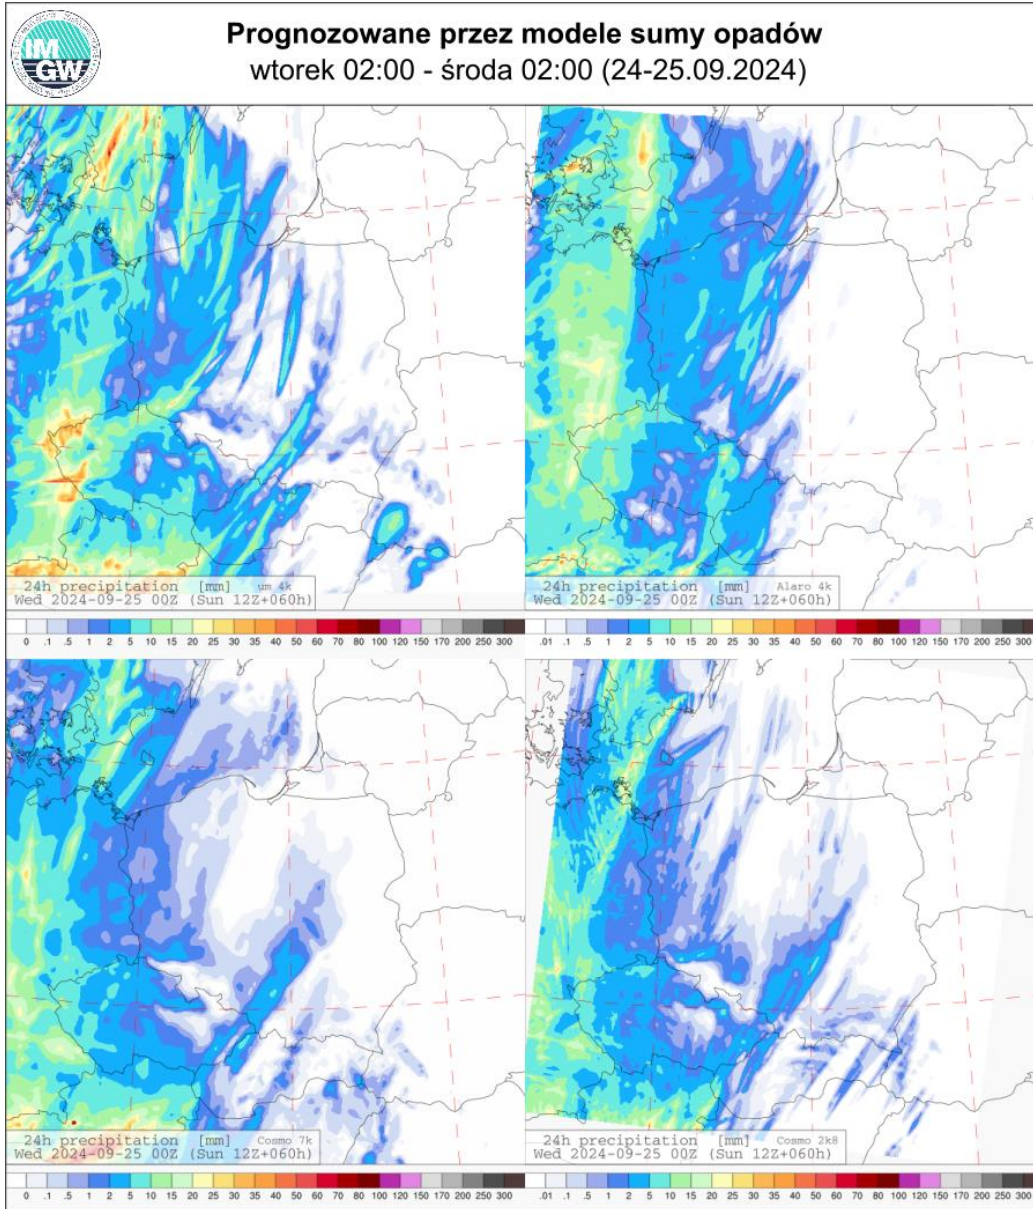 IM
GW
Prognozowane przez modele sumy opadów
wtorek 02:00 - środa 02:00 (24-25.09.2024)
24h precipitation [mm] um 4k
Wed 2024-09-25 00Z (Sun 12Z+060h)
0 .1 .5 1 2 5 10 15 20 25 30 35 40 50 60 70 80 100 120 150 170 200 250 300
24h precipitation [mm] Alaro 4k
Wed 2024-09-25 00Z (Sun 12Z+060h)
.01 .1 .5 1 2 5 10 15 20 25 30 35 40 50 60 70 80 100 120 150 170 200 250 300
24h precipitation [mm] Cosmo 7k
Wed 2024-09-25 00Z (Sun 12Z+060h)
0 .1 .5 1 2 5 10 15 20 25 30 35 40 50 60 70 80 100 120 150 170 200 250 300
24h precipitation [mm] Cosmo 2k8
Wed 2024-09-25 00Z (Sun 12Z+060h)
.01 .1 .5 1 2 5 10 15 20 25 30 35 40 50 60 70 80 100 120 150 170 200 250 300